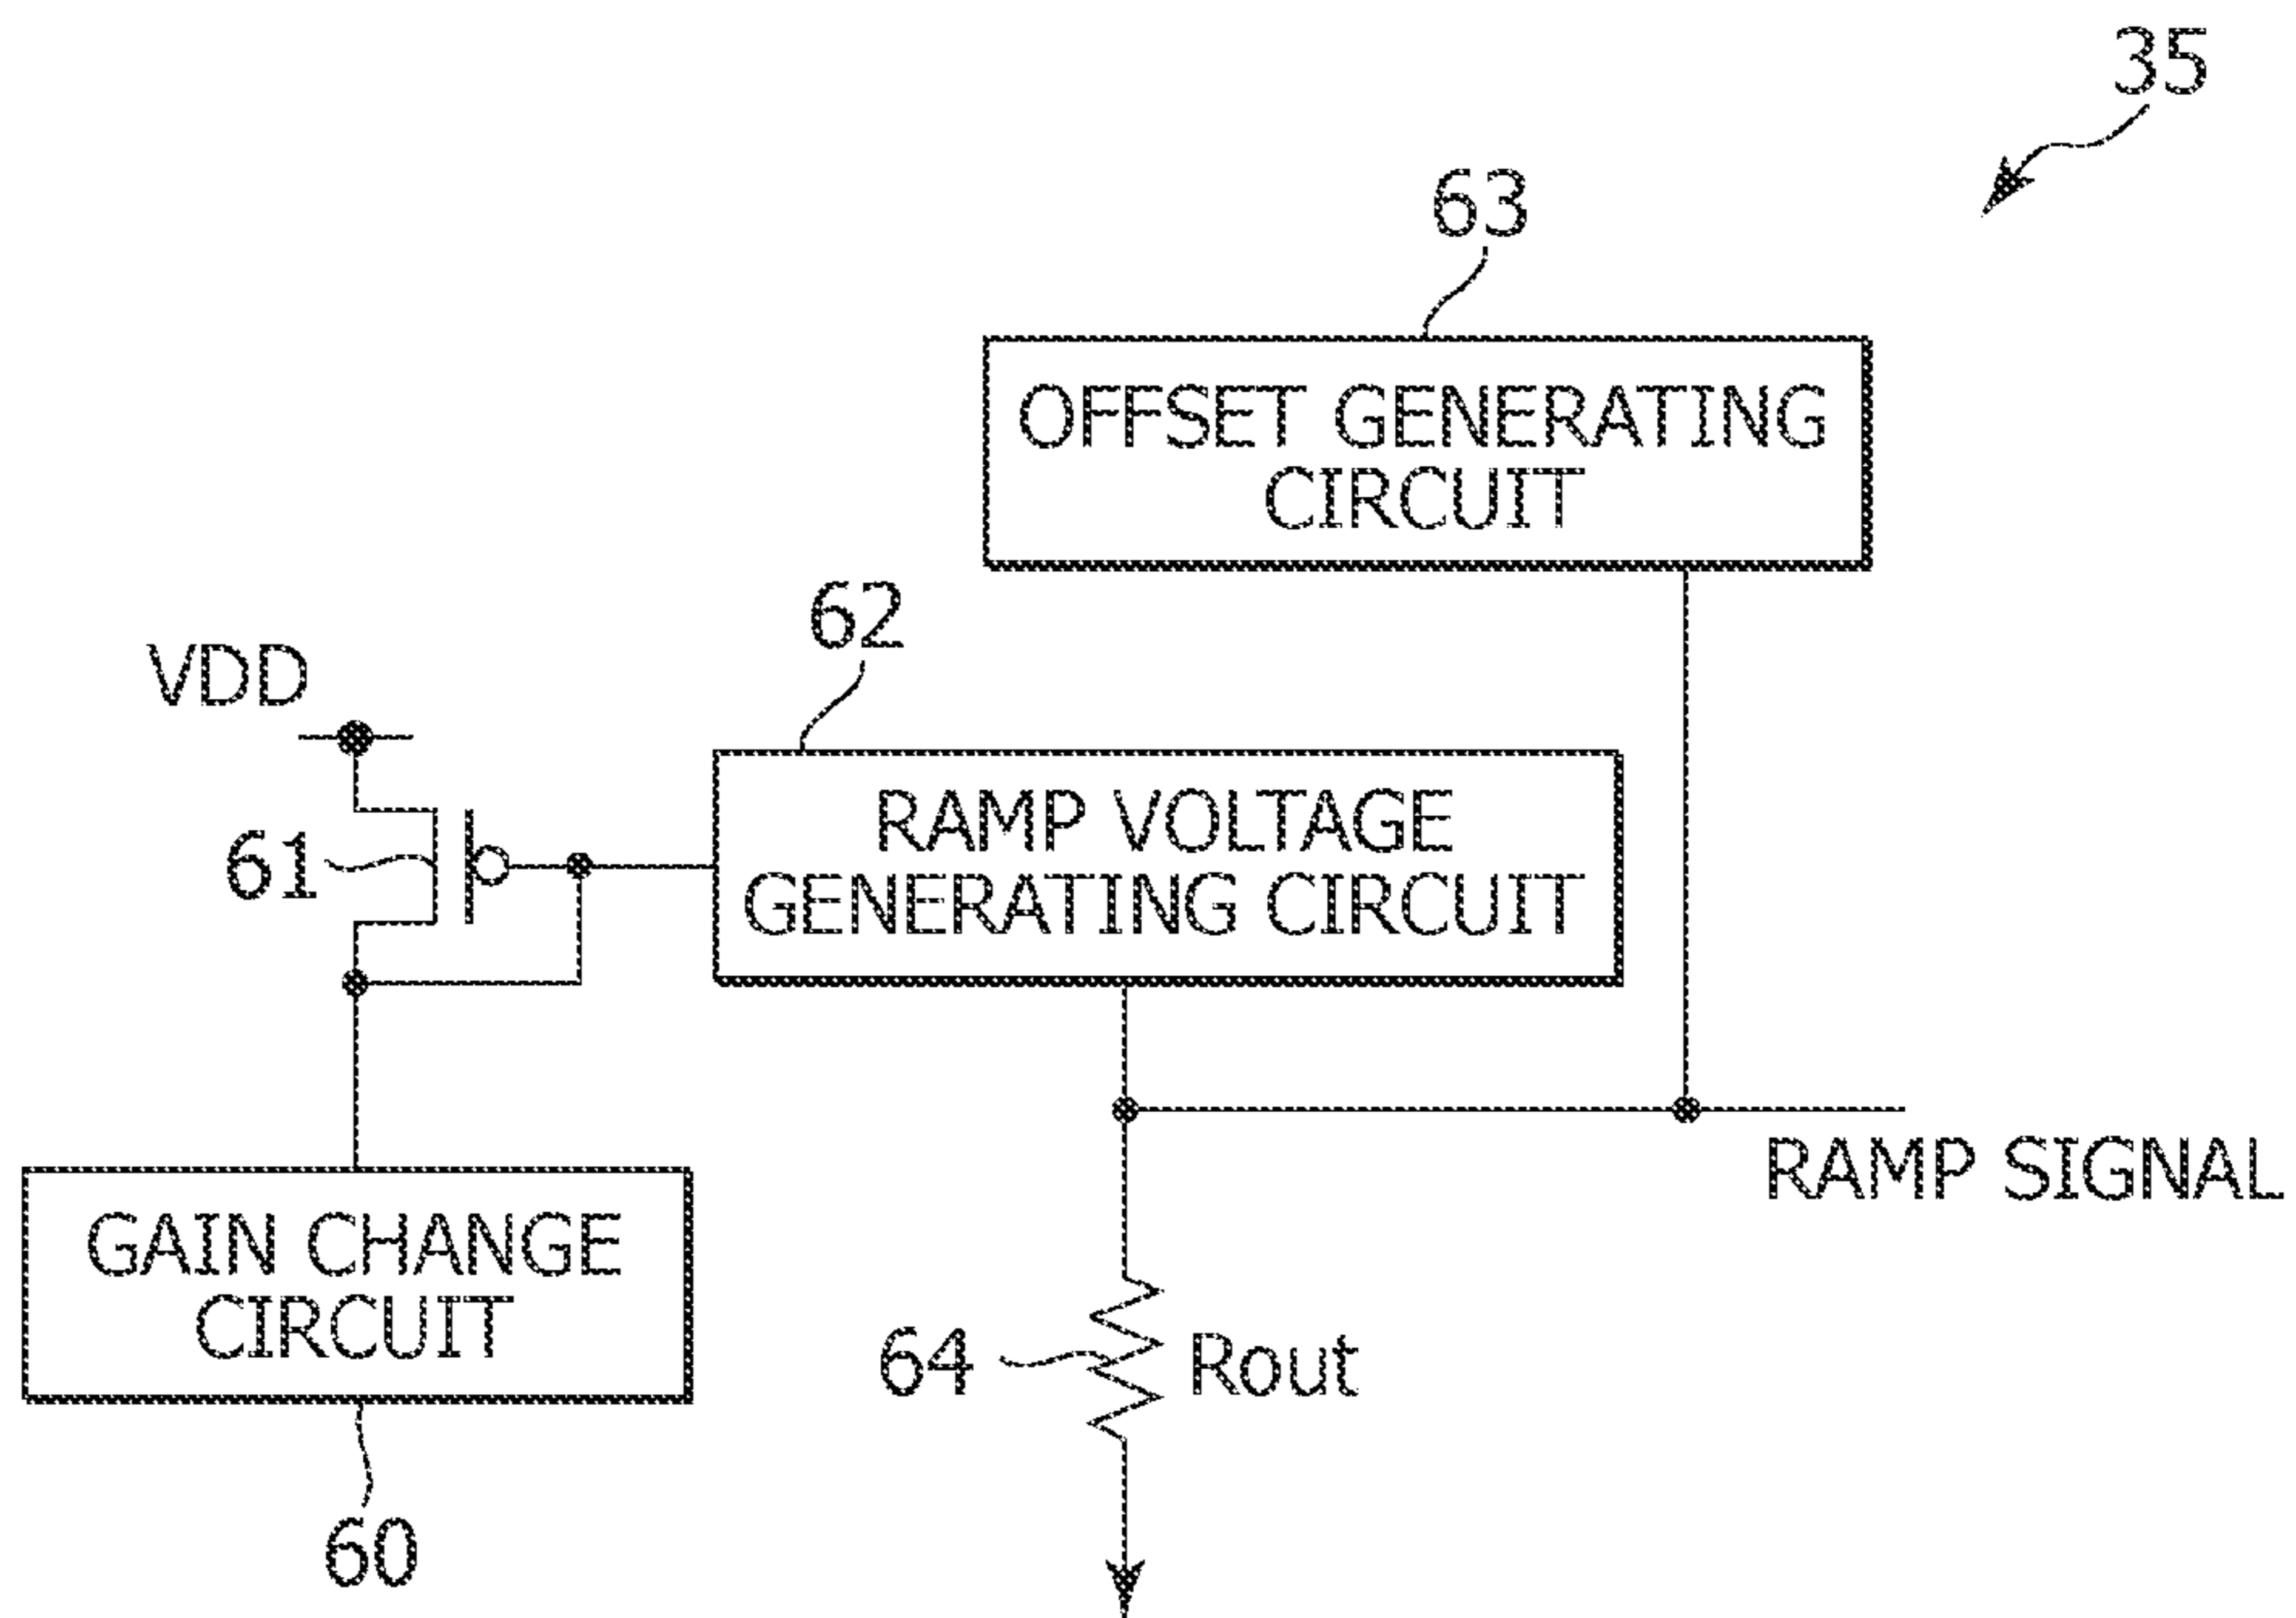 35
63
OFFSET GENERATING
CIRCUIT
62
VDD
RAMP VOLTAGE
GENERATING CIRCUIT
61
RAMP SIGNAL
GAIN CHANGE
CIRCUIT
64
Rout
60